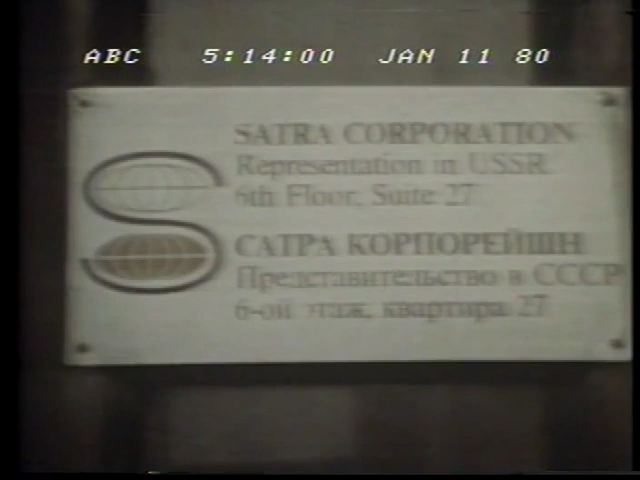 ABC 5:14:00 JAN 11 80
SATRA CORPORATION
Representation in USSR
6th Floor, Suite 27
САТРА КОРПОРЕЙШН
Представительство в СССР
6-ой этаж, квартира 27